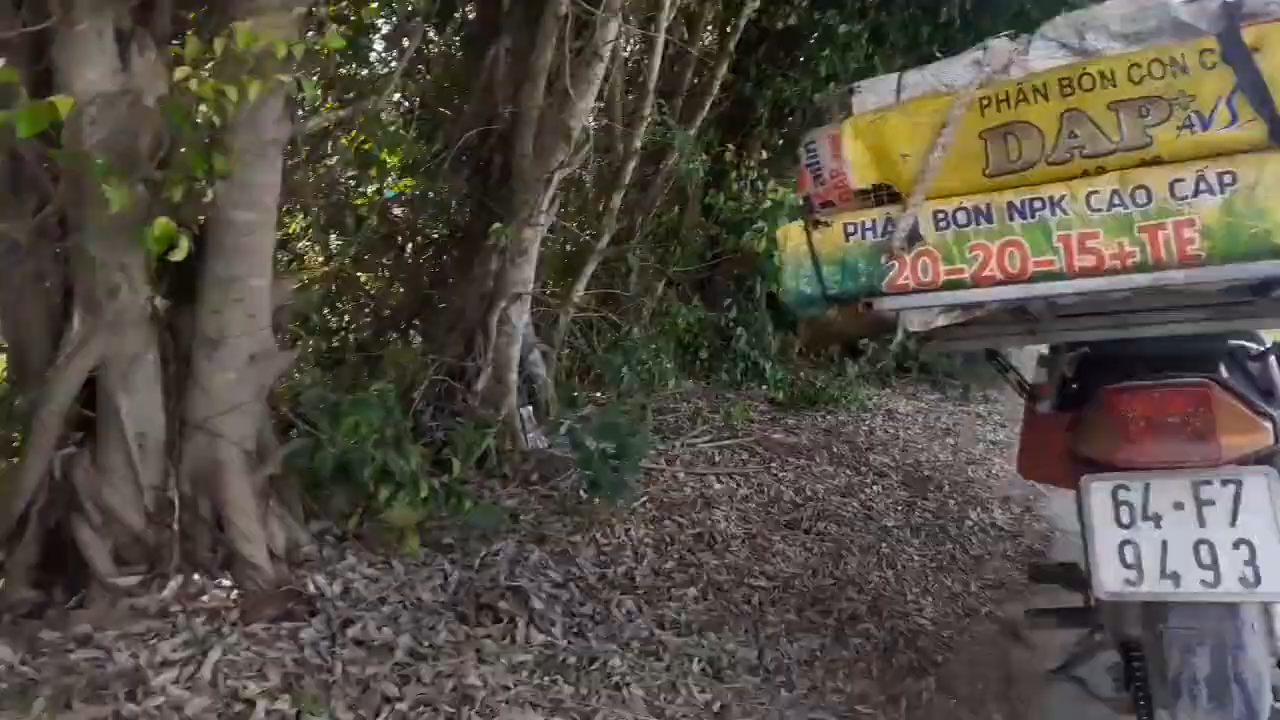 PHÂN BÓN CON C
DAP+
AVS
PHÂN BÓN NPK CAO CẤP
20-20-15+TE
64-F7
9493